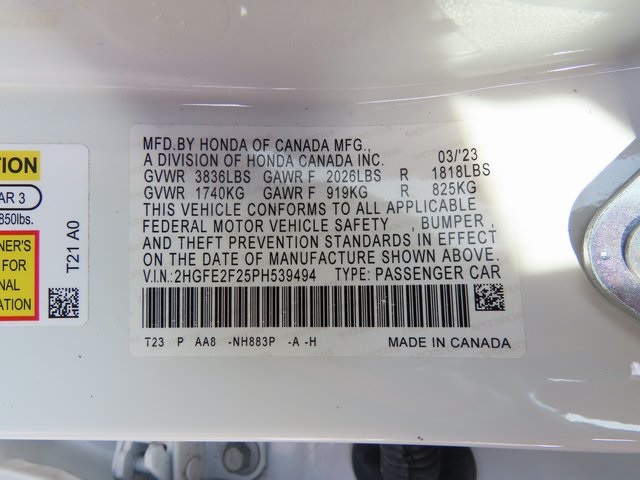 TION
AR 3
850lbs.
NER'S
FOR
NAL
ATION
T21 A0
MFD.BY HONDA OF CANADA MFG.,
A DIVISION OF HONDA CANADA INC. 03/'23
GVWR 3836LBS GAWR F 2026LBS R 1818LBS
GVWR 1740KG GAWR F 919KG R 825KG
THIS VEHICLE CONFORMS TO ALL APPLICABLE
FEDERAL MOTOR VEHICLE SAFETY , BUMPER ,
AND THEFT PREVENTION STANDARDS IN EFFECT
ON THE DATE OF MANUFACTURE SHOWN ABOVE.
V.I.N: 2HGFE2F25PH539494 TYPE: PASSENGER CAR
T23 P AA8 -NH883P -A -H MADE IN CANADA